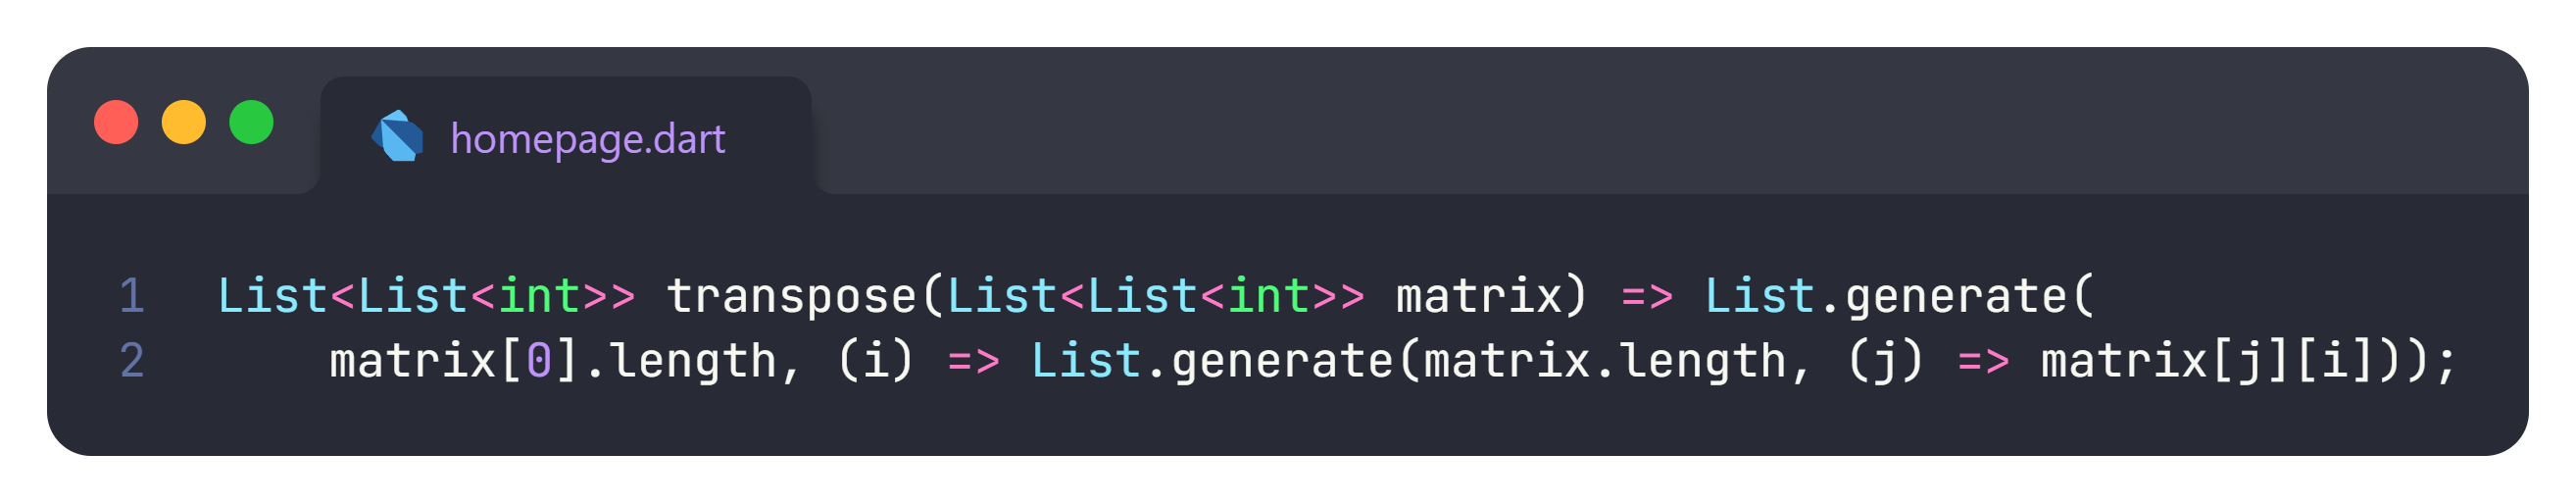 homepage.dart
1 List<List<int>> transpose(List<List<int>> matrix) => List.generate(
2     matrix[0].length, (i) => List.generate(matrix.length, (j) => matrix[j][i]));